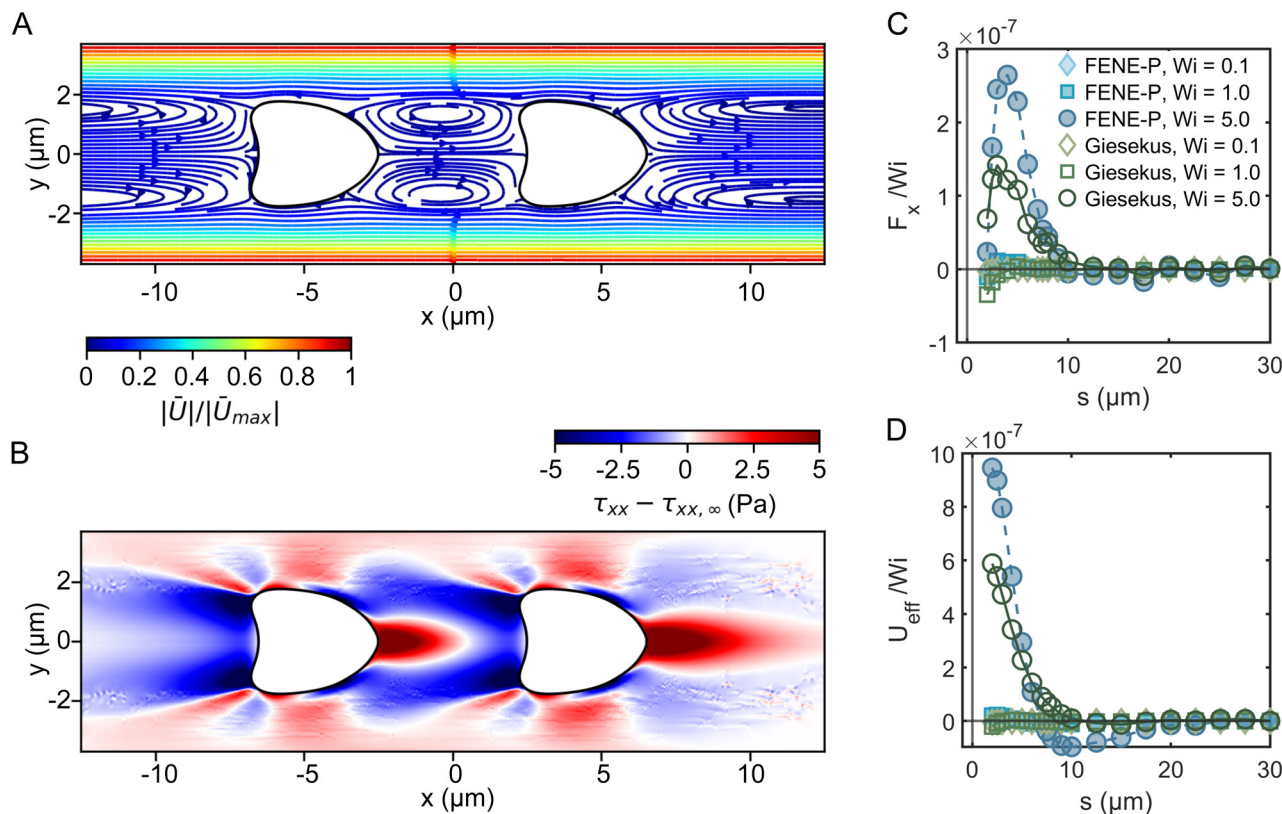 A
y (µm)
2
0
-2
-10
-5
0
5
10
x (µm)
0
0.2
0.4
0.6
0.8
1
|Ū|/|Ū_max|
B
-5
-2.5
0
2.5
5
τ_xx − τ_xx,∞ (Pa)
y (µm)
2
0
-2
-10
-5
0
5
10
x (µm)
C
×10⁻⁷
3
2
1
0
-1
F_x /Wi
FENE-P, Wi = 0.1
FENE-P, Wi = 1.0
FENE-P, Wi = 5.0
Giesekus, Wi = 0.1
Giesekus, Wi = 1.0
Giesekus, Wi = 5.0
0
10
20
30
s (µm)
D
×10⁻⁷
10
8
6
4
2
0
U_eff /Wi
0
10
20
30
s (µm)